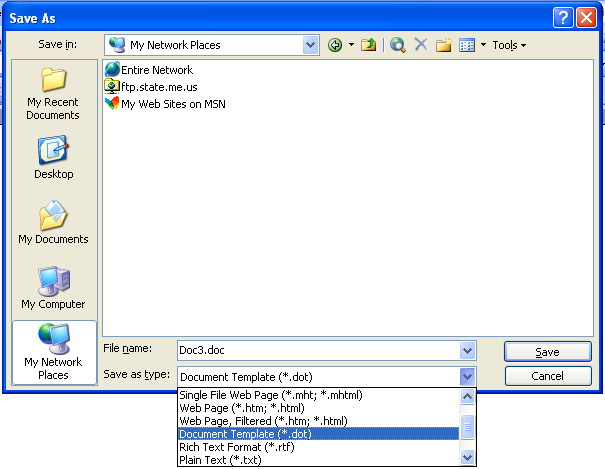 Save As
Save in:
My Network Places
Tools
Entire Network
ftp.state.me.us
My Web Sites on MSN
My Recent
Documents
Desktop
My Documents
My Computer
My Network
Places
File name:
Doc3.doc
Save
Save as type:
Document Template (*.dot)
Cancel
Single File Web Page (*.mht; *.mhtml)
Web Page (*.htm; *.html)
Web Page, Filtered (*.htm; *.html)
Document Template (*.dot)
Rich Text Format (*.rtf)
Plain Text (*.txt)